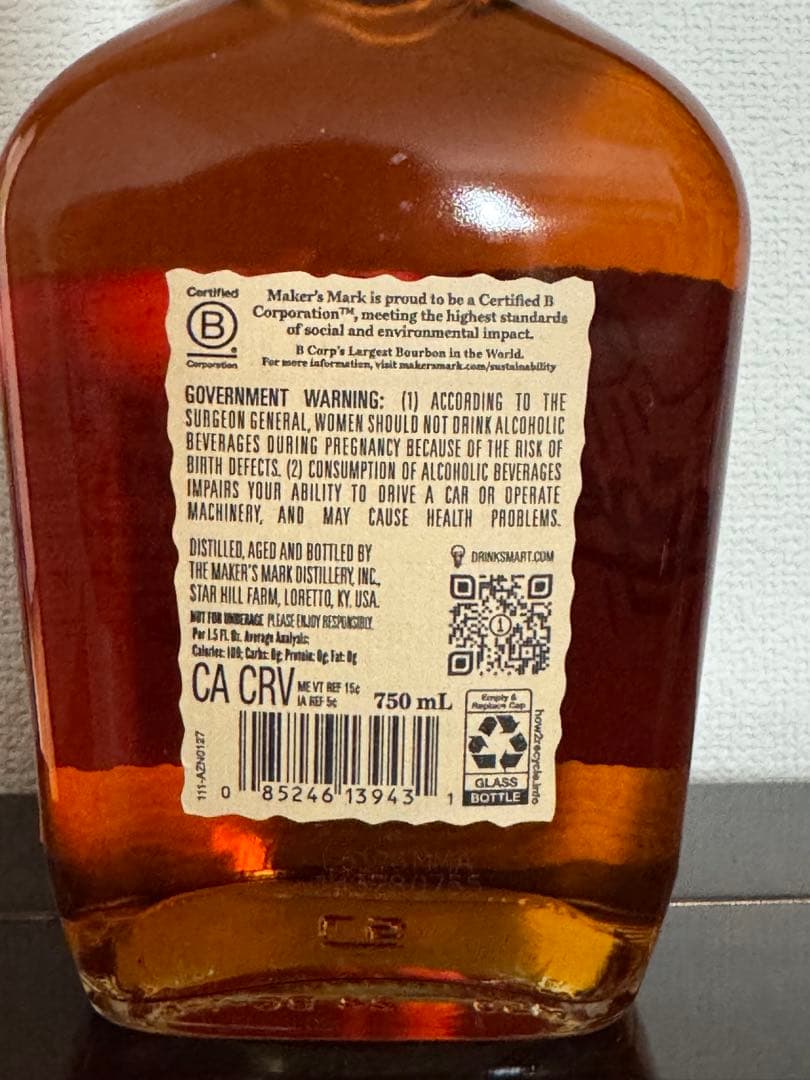 Certified
B
Corporation
Maker's Mark is proud to be a Certified B
Corporation™, meeting the highest standards
of social and environmental impact.
B Corp's Largest Bourbon in the World.
For more information, visit makersmark.com/sustainability
GOVERNMENT WARNING: (1) ACCORDING TO THE
SURGEON GENERAL, WOMEN SHOULD NOT DRINK ALCOHOLIC
BEVERAGES DURING PREGNANCY BECAUSE OF THE RISK OF
BIRTH DEFECTS. (2) CONSUMPTION OF ALCOHOLIC BEVERAGES
IMPAIRS YOUR ABILITY TO DRIVE A CAR OR OPERATE
MACHINERY, AND MAY CAUSE HEALTH PROBLEMS.
DISTILLED, AGED AND BOTTLED BY
THE MAKER'S MARK DISTILLERY, INC.,
STAR HILL FARM, LORETTO, KY. USA.
NOT FOR UNDERAGE PLEASE ENJOY RESPONSIBLY.
Per 1.5 Fl. Oz. Average Analysis:
Calories: 109; Carbs: 0g; Protein: 0g; Fat: 0g
DRINKSMART.COM
1
CA CRV
ME VT REF 15¢
IA REF 5¢
750 mL
111-AZN0127
0 85246 13943 1
Empty &
Replace Cap
GLASS
BOTTLE
how2recycle.info